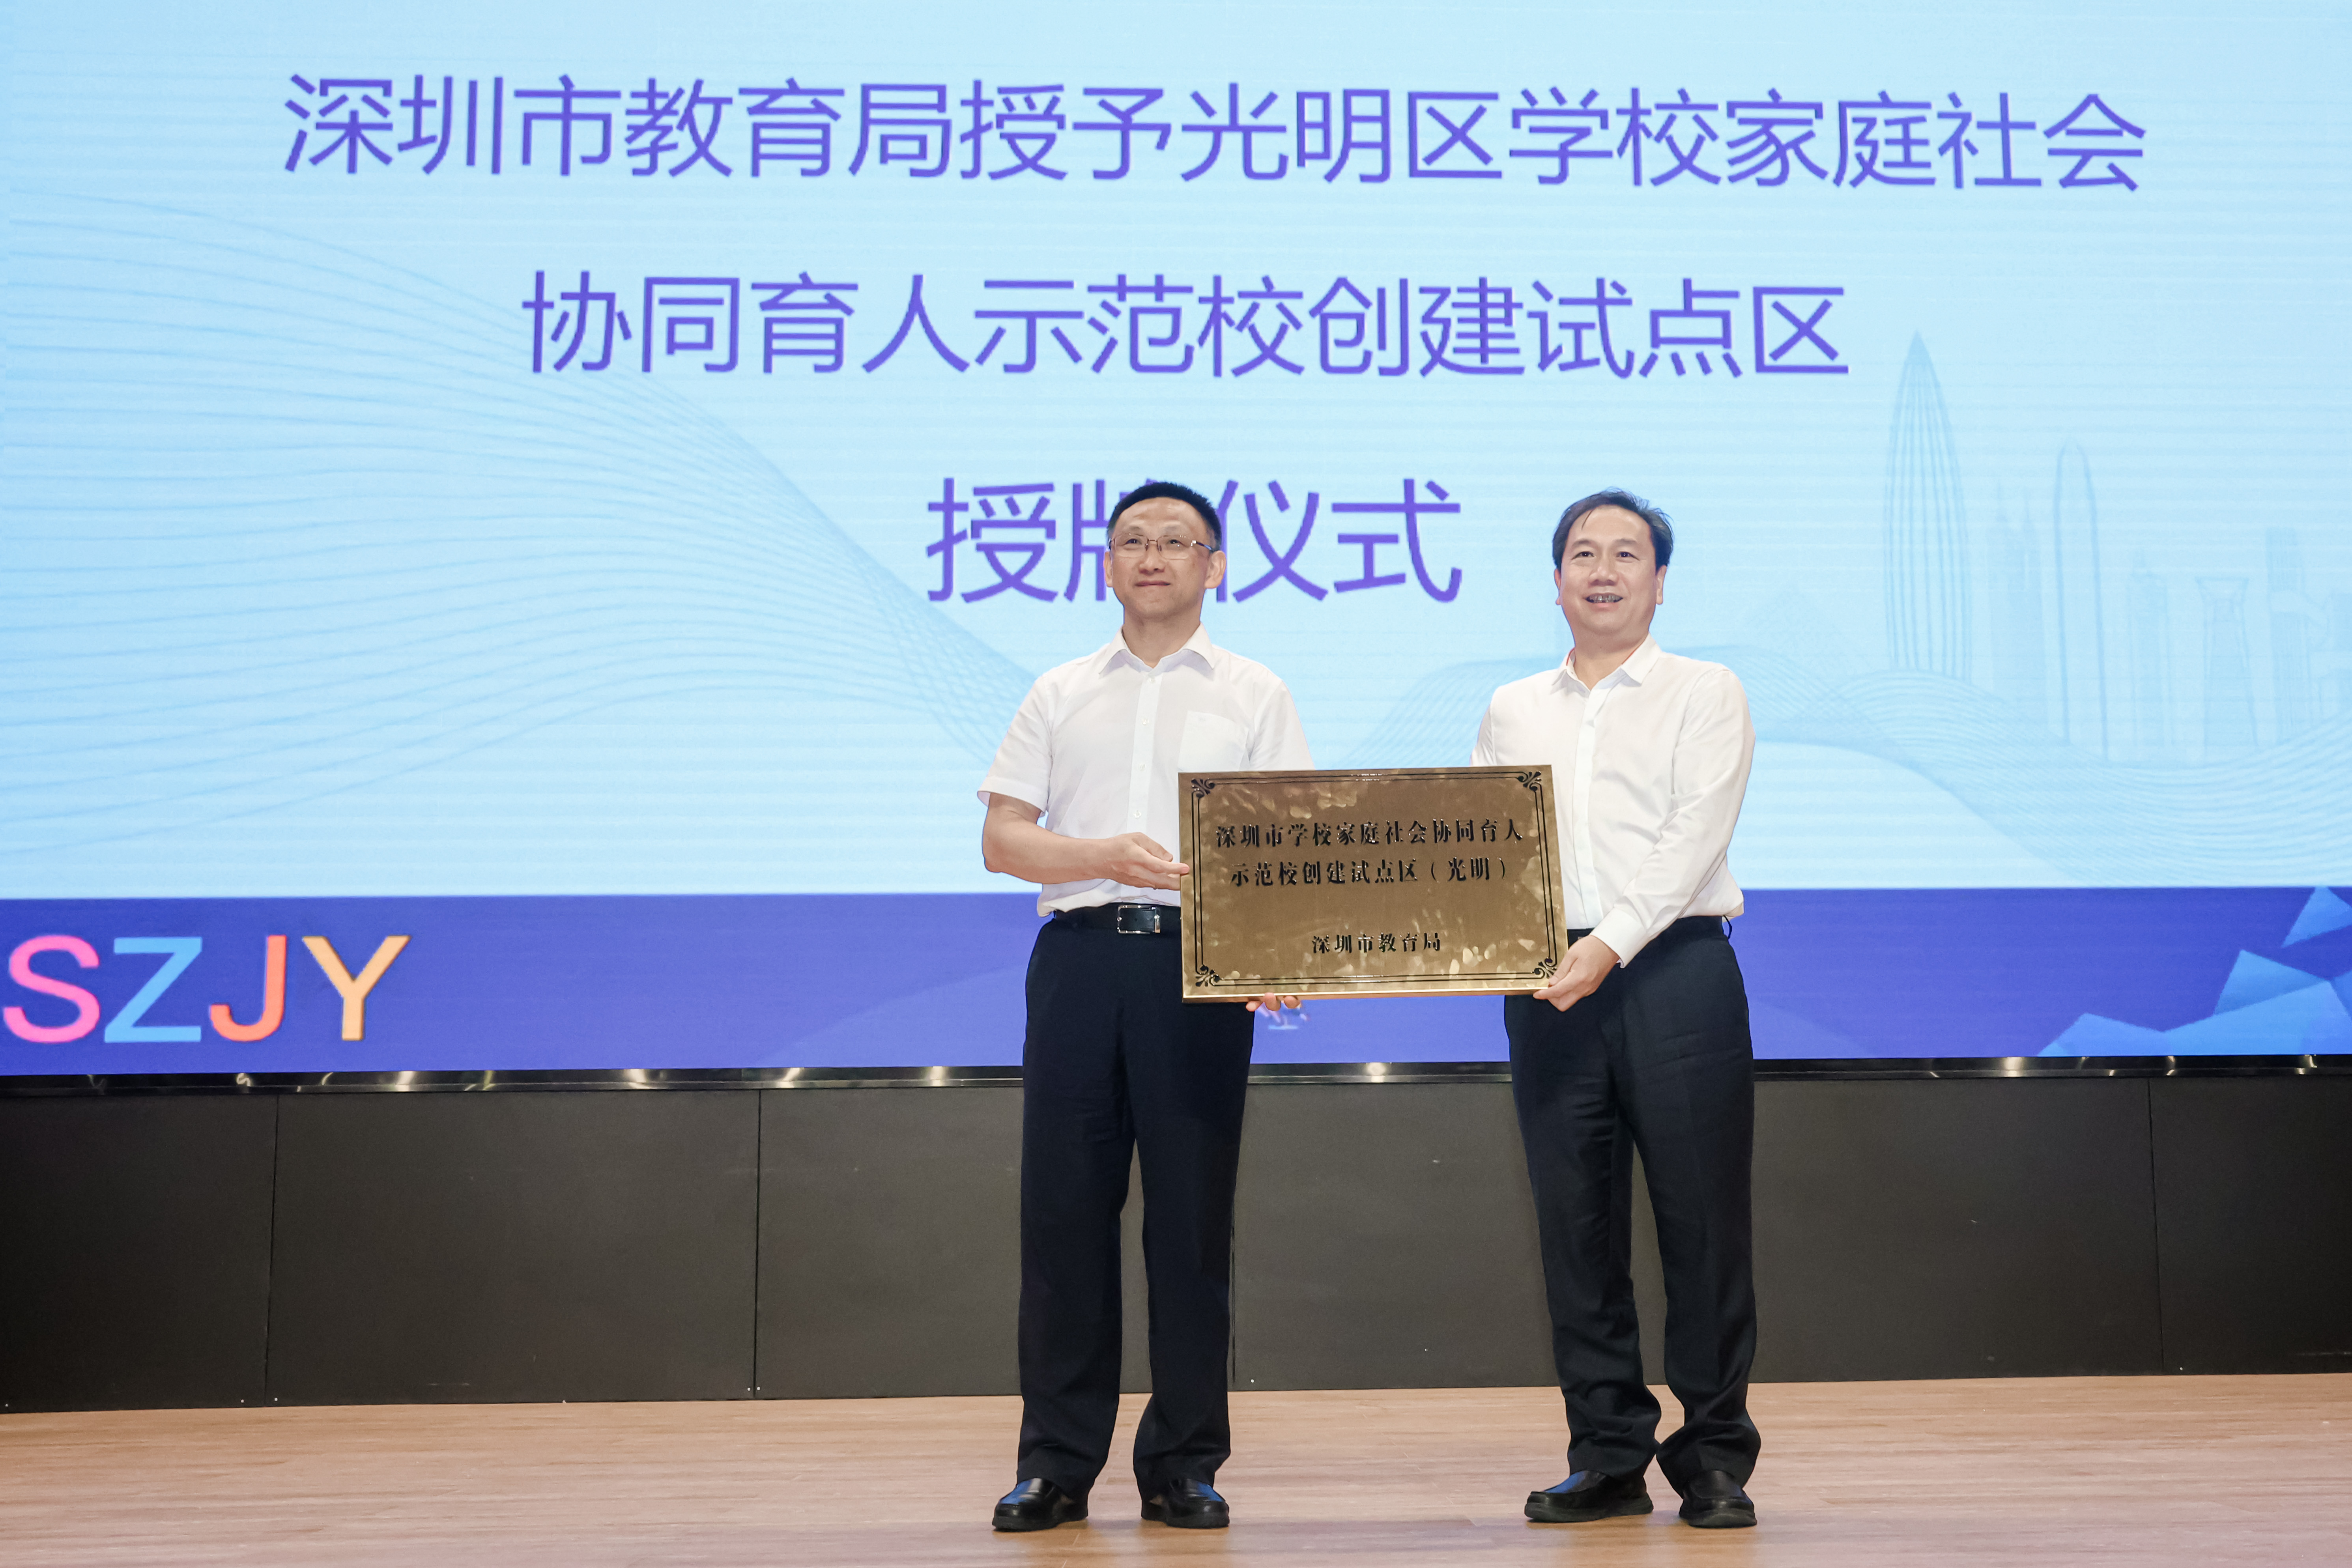 深圳市教育局授予光明区学校家庭社会
协同育人示范校创建试点区
授牌仪式
深圳市学校家庭社会协同育人
示范校创建试点区（光明）
深圳市教育局
SZJY